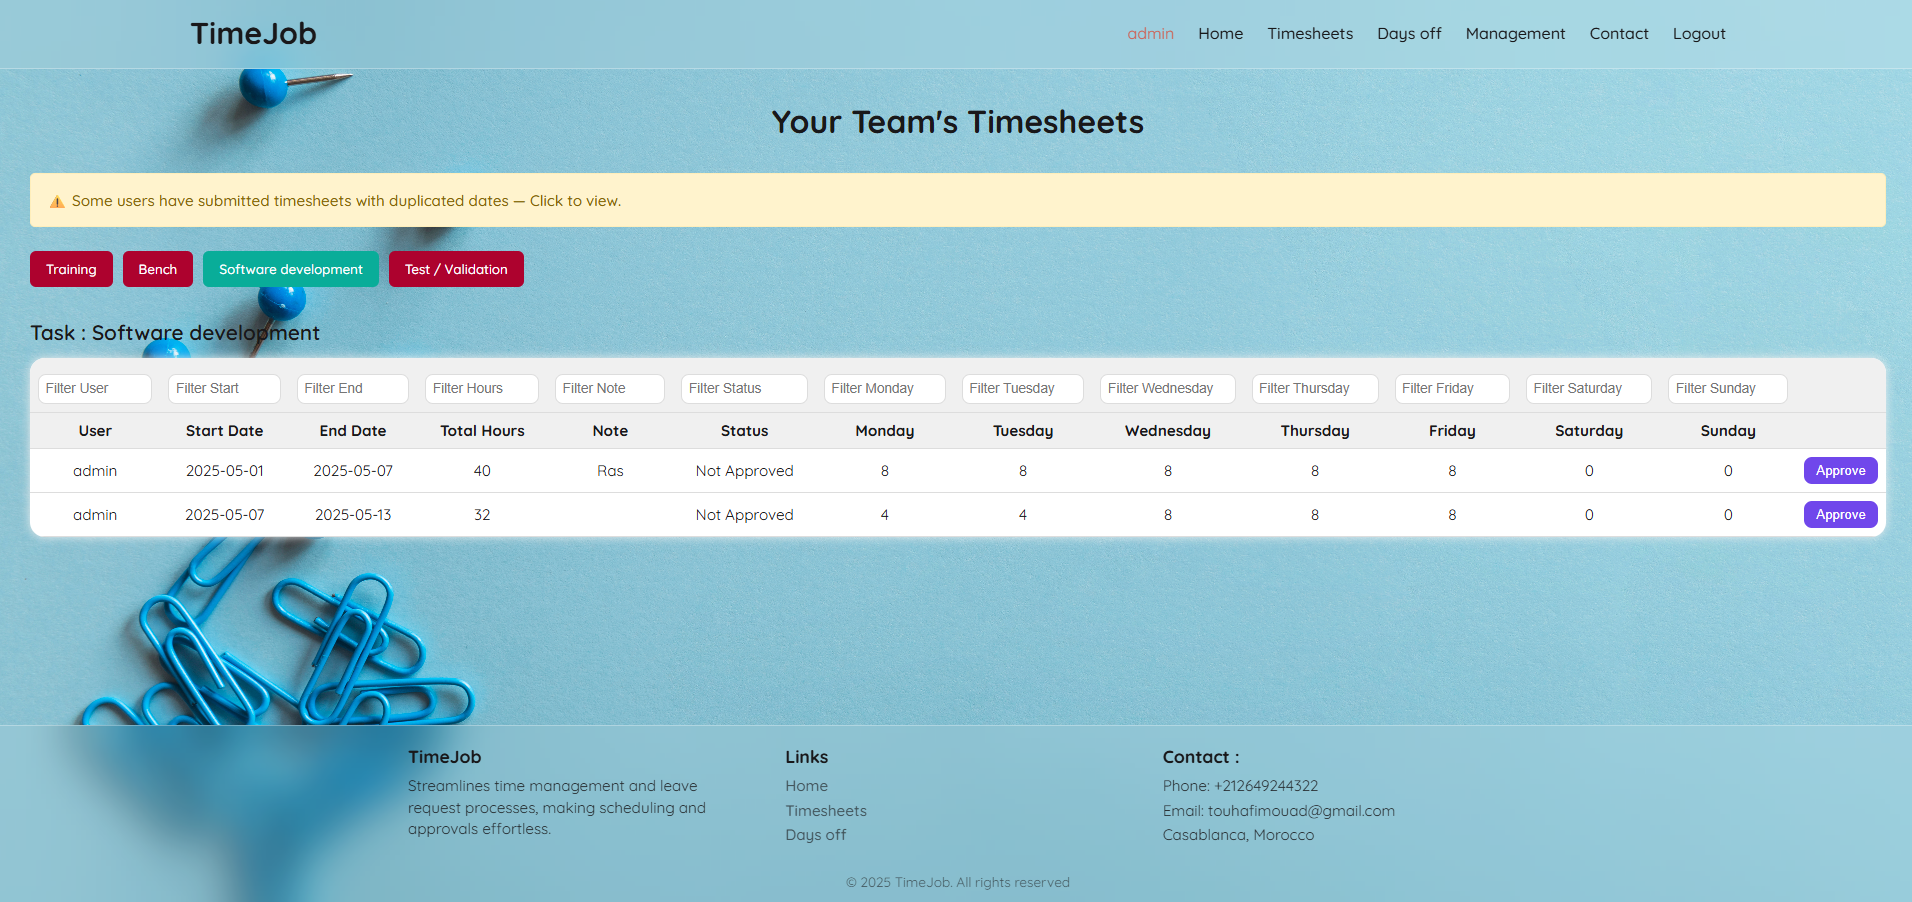 TimeJob
admin Home Timesheets Days off Management Contact Logout
Your Team's Timesheets
⚠ Some users have submitted timesheets with duplicated dates — Click to view.
Training Bench Software development Test / Validation
Task : Software development
Filter User Filter Start Filter End Filter Hours Filter Note Filter Status Filter Monday Filter Tuesday Filter Wednesday Filter Thursday Filter Friday Filter Saturday Filter Sunday
User Start Date End Date Total Hours Note Status Monday Tuesday Wednesday Thursday Friday Saturday Sunday
admin 2025-05-01 2025-05-07 40 Ras Not Approved 8 8 8 8 8 0 0 Approve
admin 2025-05-07 2025-05-13 32 Not Approved 4 4 8 8 8 0 0 Approve
TimeJob
Streamlines time management and leave
request processes, making scheduling and
approvals effortless.
Links
Home
Timesheets
Days off
Contact :
Phone: +212649244322
Email: touhafimouad@gmail.com
Casablanca, Morocco
© 2025 TimeJob. All rights reserved